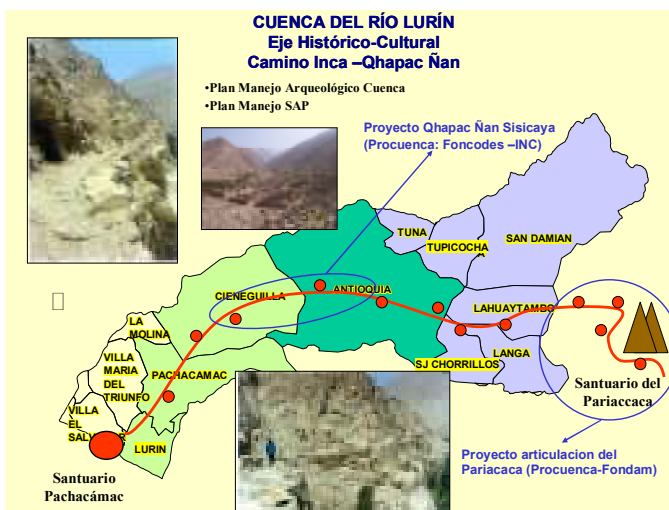 CUENCA DEL RÍO LURÍN
Eje Histórico-Cultural
Camino Inca –Qhapac Ñan
•Plan Manejo Arqueológico Cuenca
•Plan Manejo SAP
Proyecto Qhapac Ñan Sisicaya
(Procuenca: Foncodes –INC)
TUNA
TUPICOCHA
SAN DAMIAN
CIENEGUILLA
ANTIOQUIA
LAHUAYTAMBO
LA
MOLINA
VILLA
MARIA
DEL
TRIUNFO
PACHACAMAC
SJ CHORRILLOS
LANGA
VILLA
EL
SALVADOR
LURIN
Santuario del
Pariaccaca
Santuario
Pachacámac
Proyecto articulacion del
Pariacaca (Procuenca-Fondam)